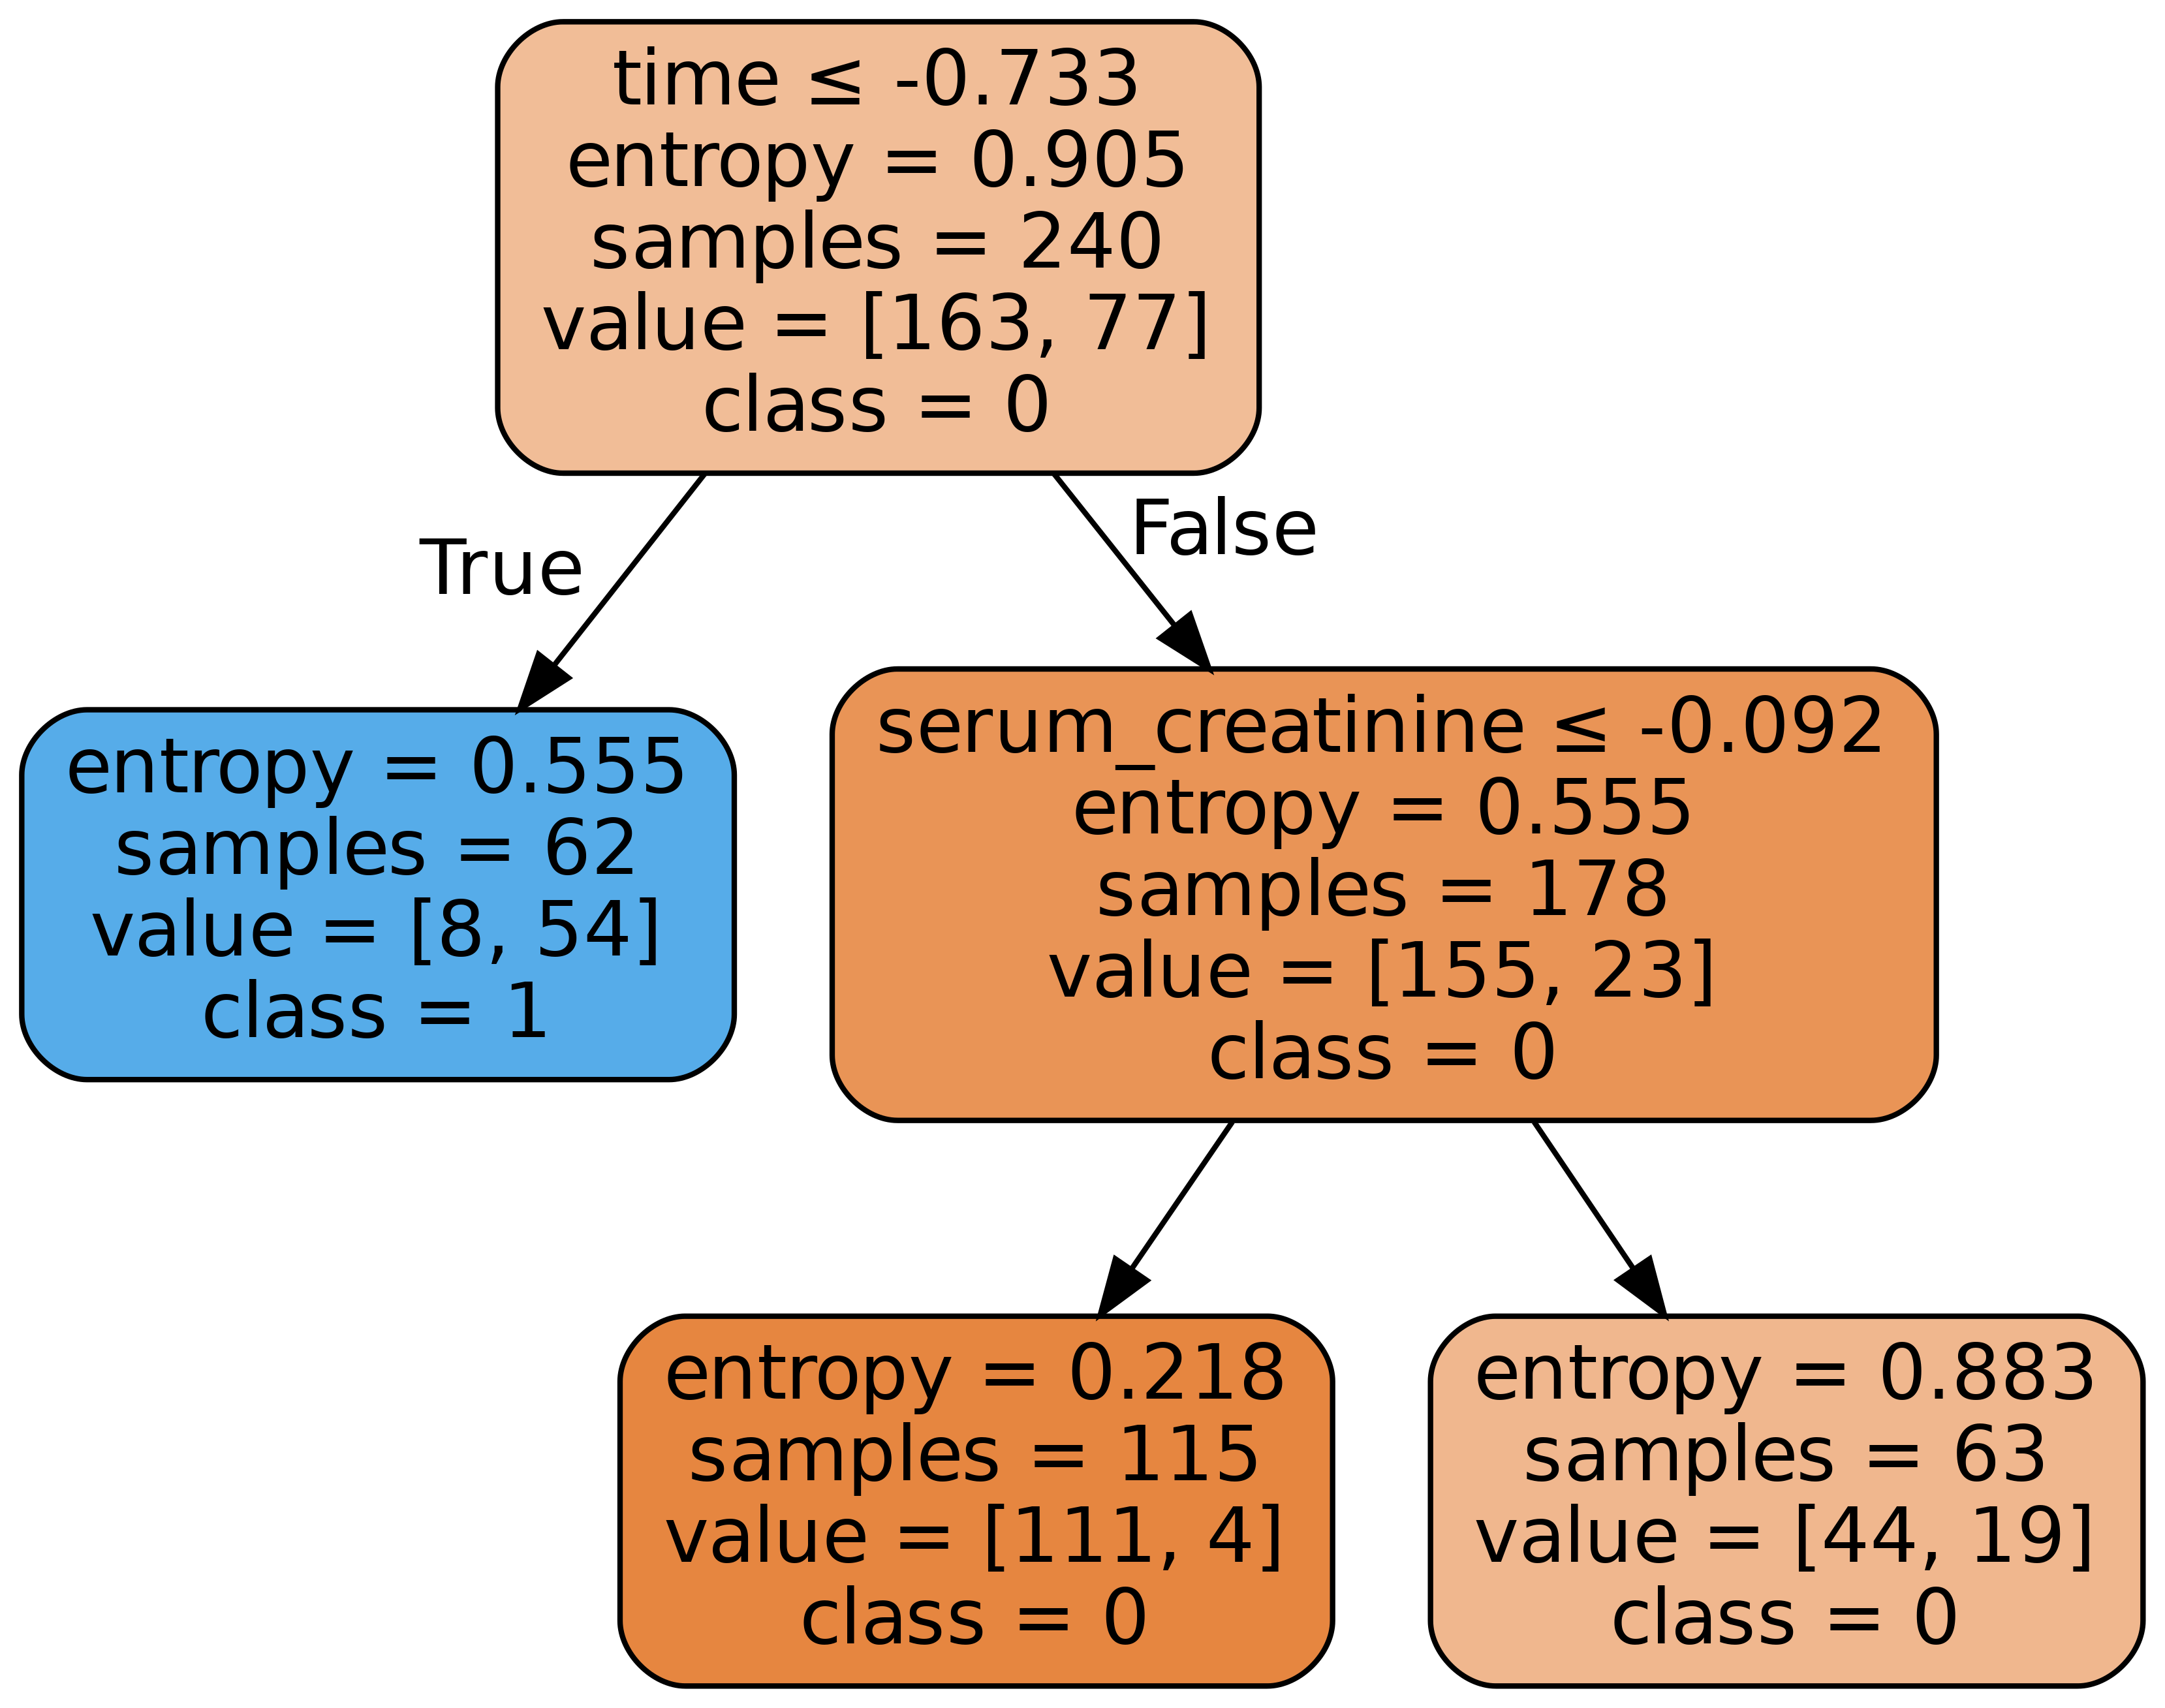 time ≤ -0.733
entropy = 0.905
samples = 240
value = [163, 77]
class = 0
True
False
entropy = 0.555
samples = 62
value = [8, 54]
class = 1
serum_creatinine ≤ -0.092
entropy = 0.555
samples = 178
value = [155, 23]
class = 0
entropy = 0.218
samples = 115
value = [111, 4]
class = 0
entropy = 0.883
samples = 63
value = [44, 19]
class = 0